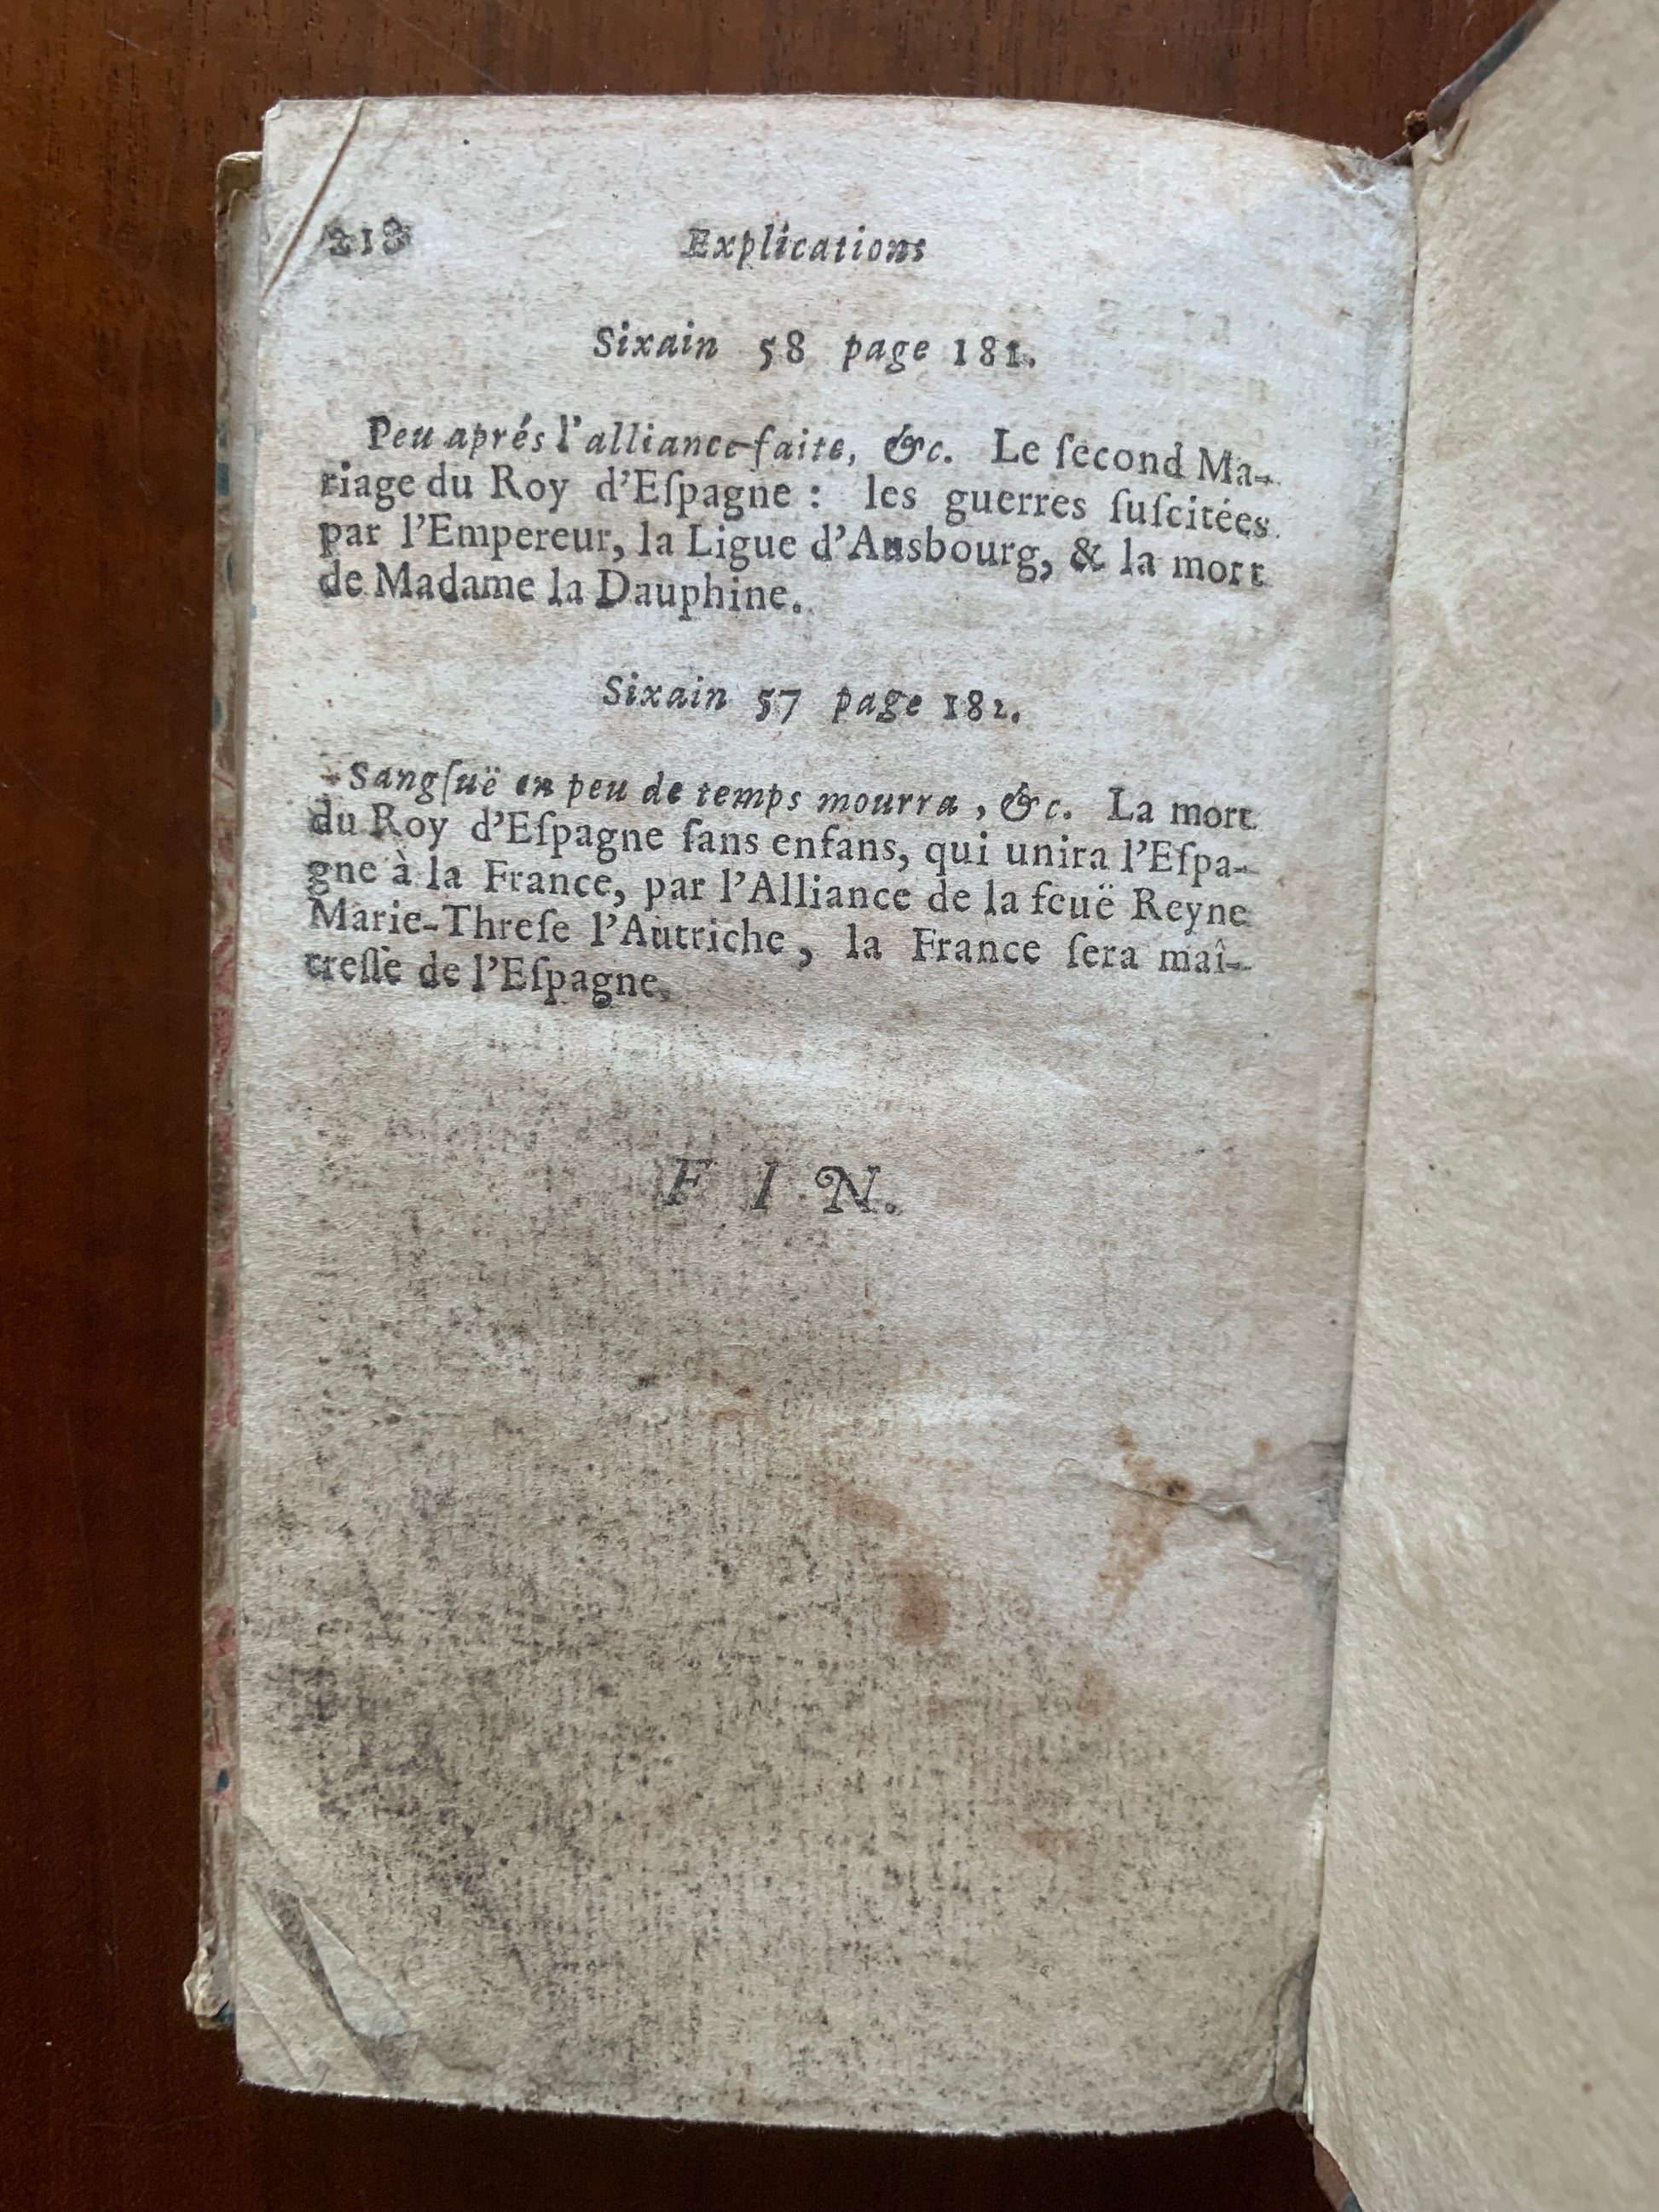 218 Explications
Sixain 58 page 181.
Peu aprés l'alliance faite, &c. Le ſecond Ma-
riage du Roy d'Eſpagne : les guerres ſuſcitées
par l'Empereur, la Ligue d'Ausbourg, & la mort
de Madame la Dauphine.
Sixain 57 page 182.
Sangſuë en peu de temps mourra, &c. La mort
du Roy d'Eſpagne ſans enfans, qui unira l'Eſpa-
gne à la France, par l'Alliance de la feuë Reyne
Marie-Threſe l'Autriche, la France ſera maî-
treſſe de l'Eſpagne.
FIN.